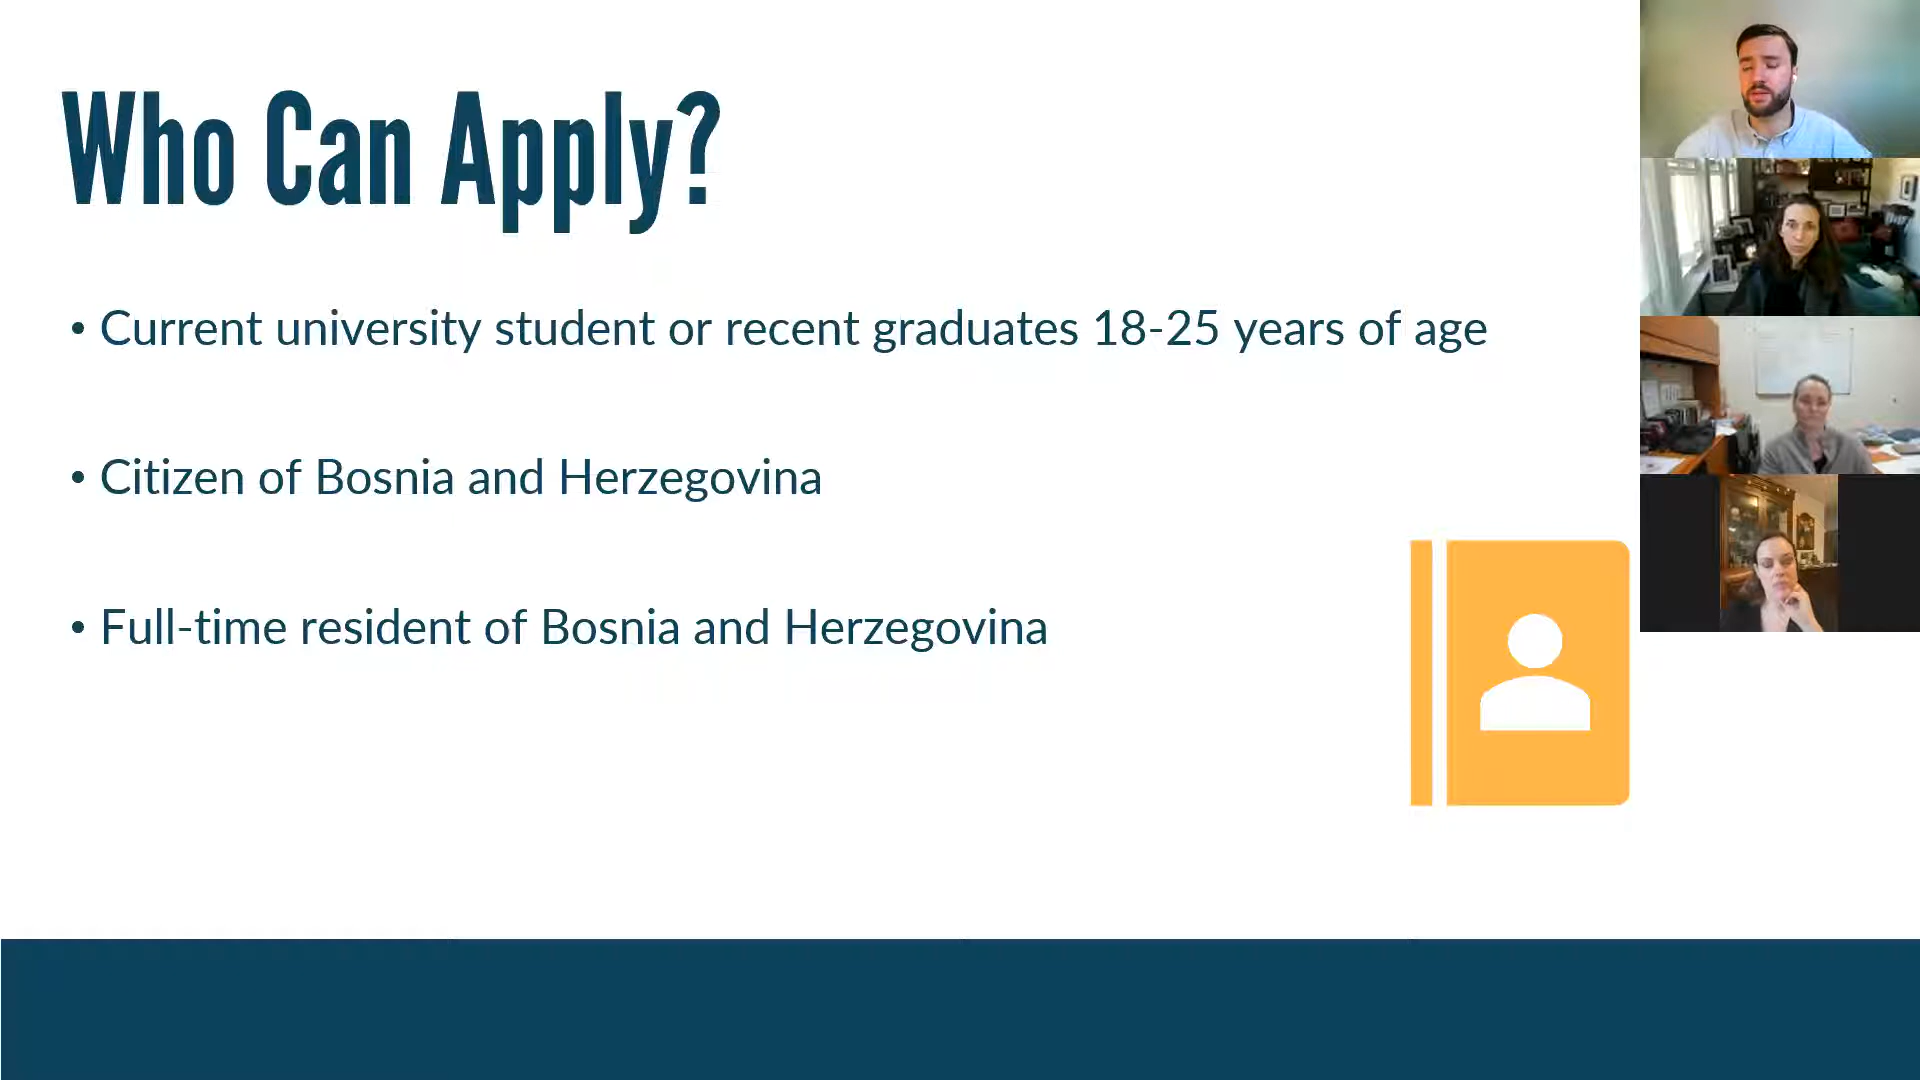 Who Can Apply?
• Current university student or recent graduates 18-25 years of age
• Citizen of Bosnia and Herzegovina
• Full-time resident of Bosnia and Herzegovina